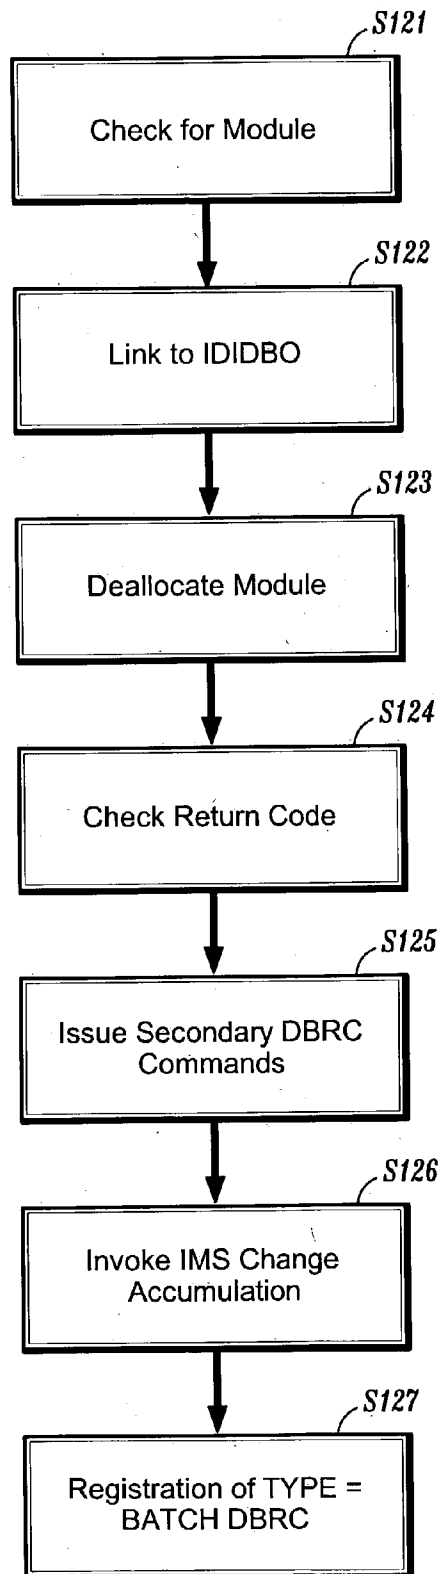 S121
Check for Module
S122
Link to IDIDBO
S123
Deallocate Module
S124
Check Return Code
S125
Issue Secondary DBRC
Commands
S126
Invoke IMS Change
Accumulation
S127
Registration of TYPE =
BATCH DBRC